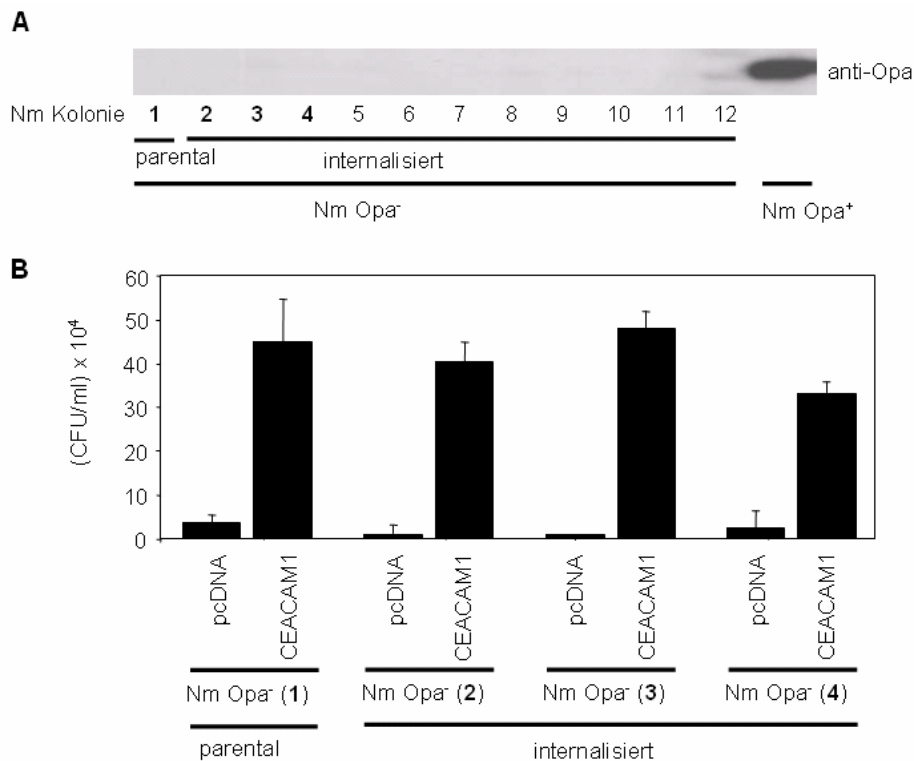 A
anti-Opa
Nm Kolonie 1 2 3 4 5 6 7 8 9 10 11 12
parental internalisiert
Nm Opa⁻ Nm Opa⁺
B
(CFU/ml) x 10⁴
60
50
40
30
20
10
0
pcDNA CEACAM1 pcDNA CEACAM1 pcDNA CEACAM1 pcDNA CEACAM1
Nm Opa⁻ (1) Nm Opa⁻ (2) Nm Opa⁻ (3) Nm Opa⁻ (4)
parental internalisiert